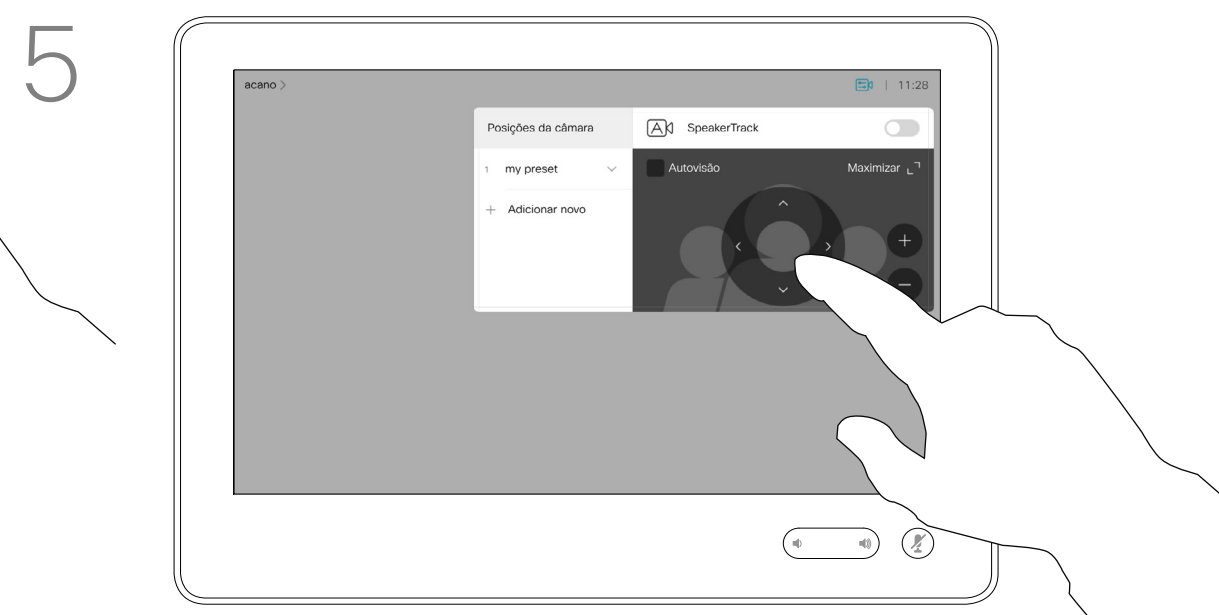 5
acano >
11:28
Posições da câmara
SpeakerTrack
1 my preset
Autovisão
Maximizar
+ Adicionar novo